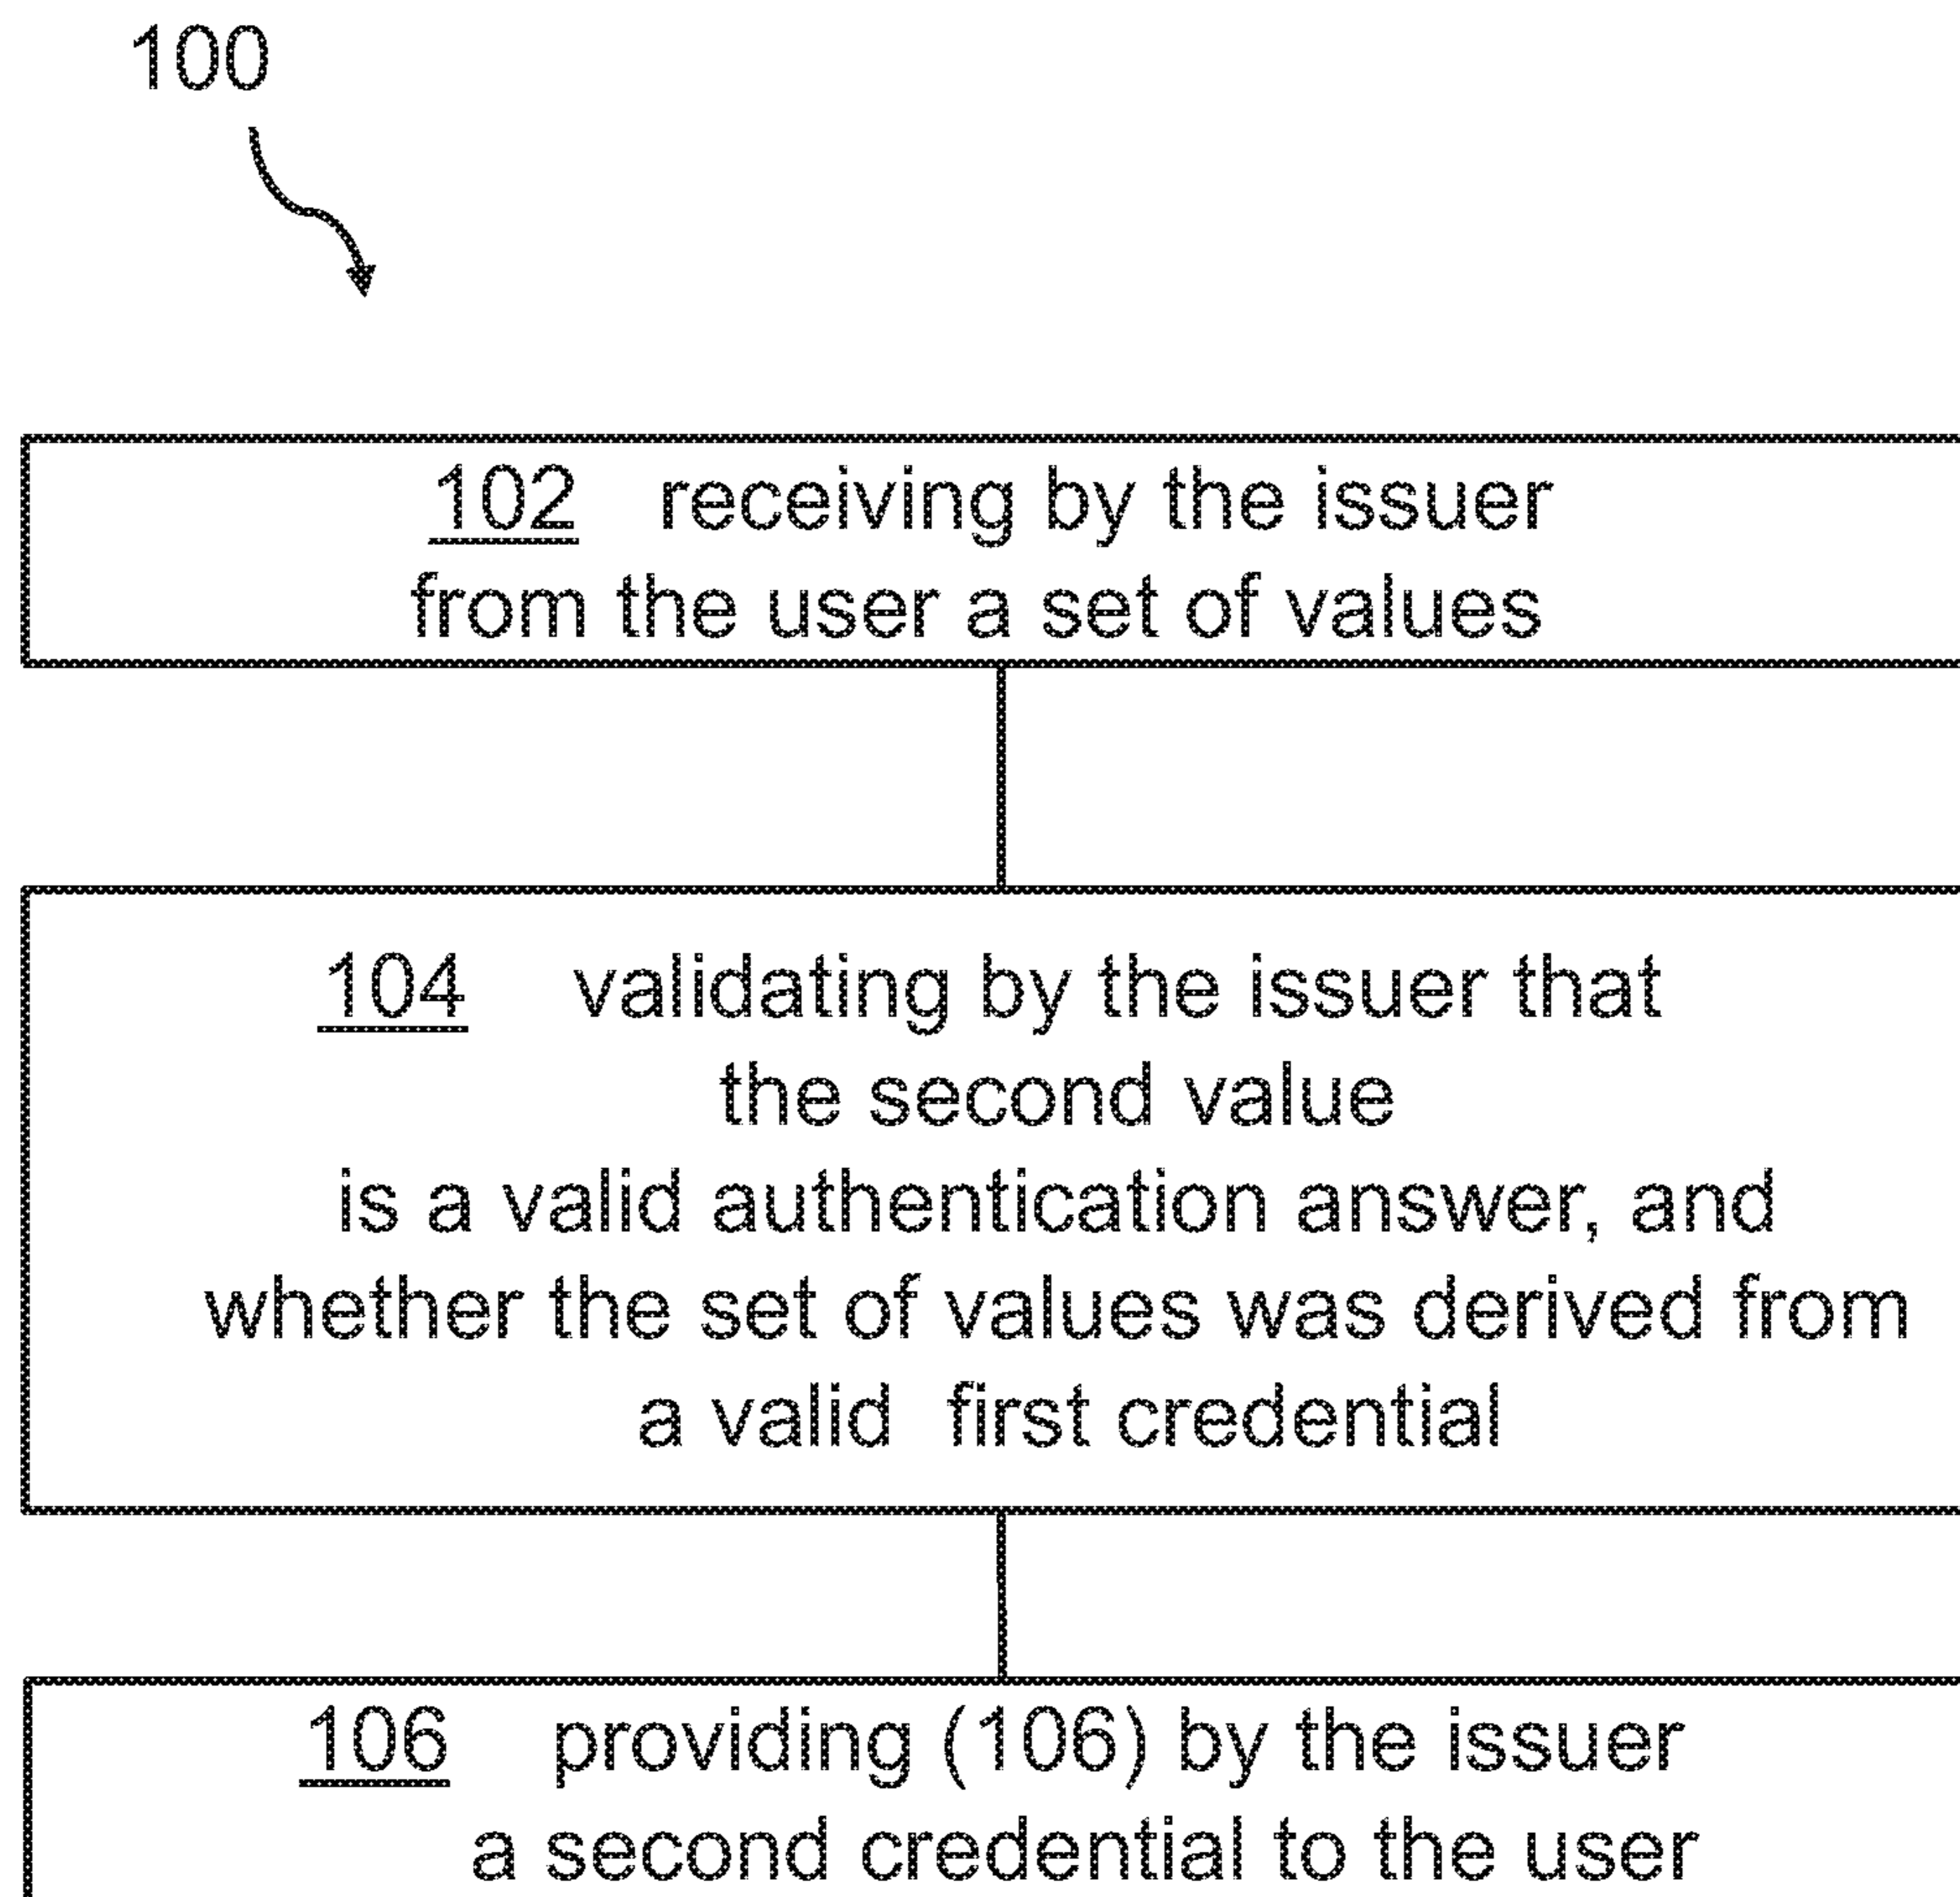 100
102 receiving by the issuer
from the user a set of values
104 validating by the issuer that
the second value
is a valid authentication answer, and
whether the set of values was derived from
a valid first credential
106 providing (106) by the issuer
a second credential to the user